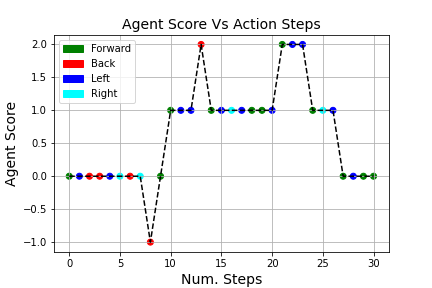 Agent Score Vs Action Steps
Agent Score
2.0
1.5
1.0
0.5
0.0
−0.5
−1.0
Forward
Back
Left
Right
0 5 10 15 20 25 30
Num. Steps